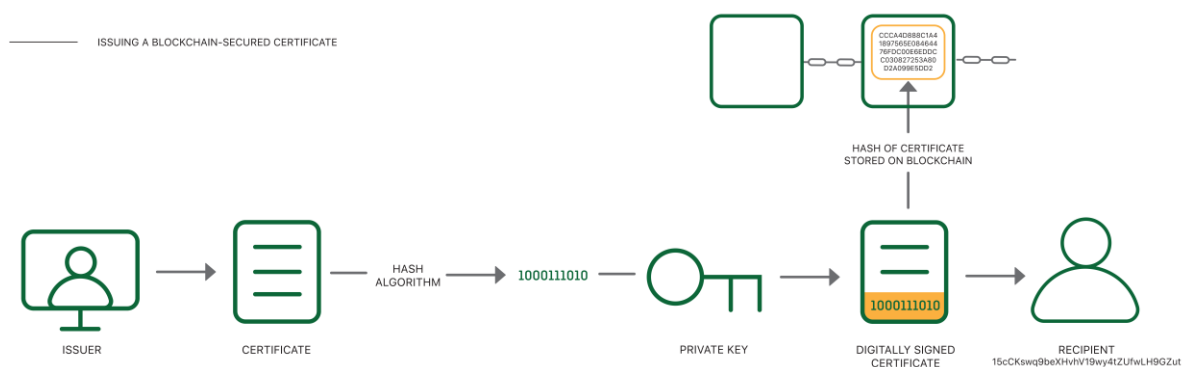 ISSUING A BLOCKCHAIN-SECURED CERTIFICATE
CCCA4D888C1A4
1897565E084644
76FDC00E6EDDC
C030827253A80
D2A099E5DD2
HASH OF CERTIFICATE
STORED ON BLOCKCHAIN
HASH
ALGORITHM
1000111010
1000111010
ISSUER
CERTIFICATE
PRIVATE KEY
DIGITALLY SIGNED
CERTIFICATE
RECIPIENT
15cCKswq9beXHvhV19wy4tZUfwLH9GZut